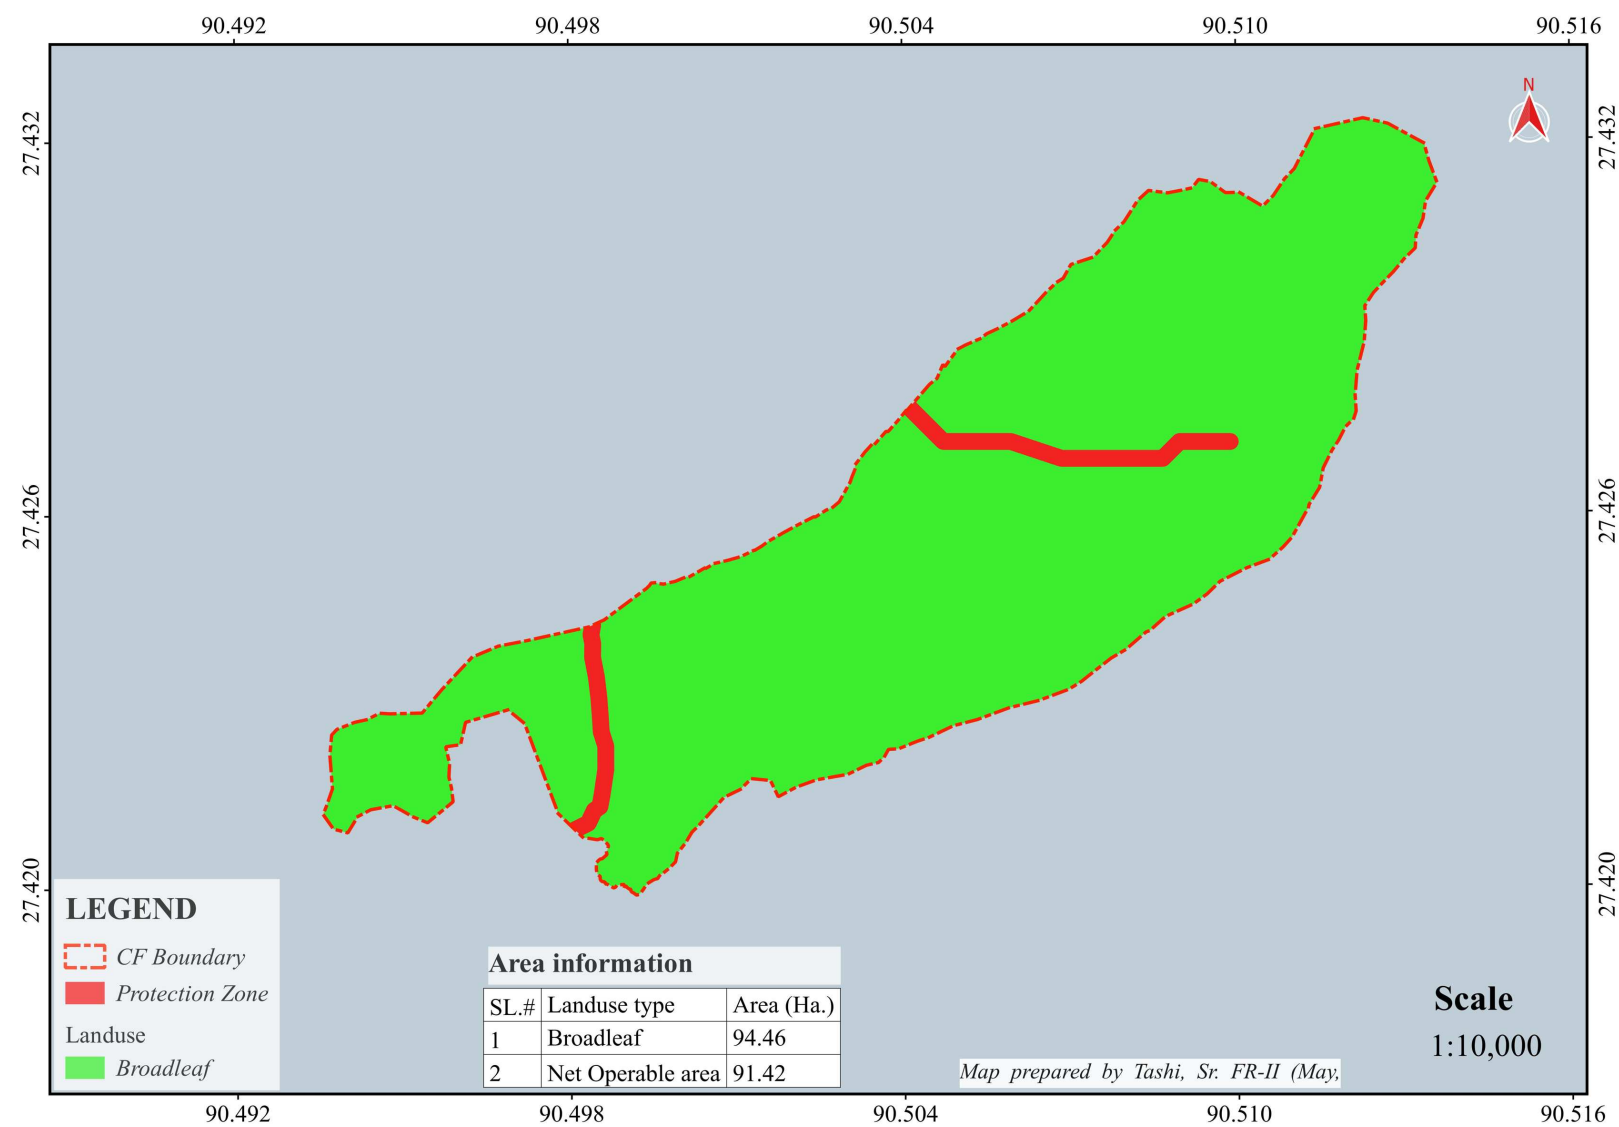 90.492 90.498 90.504 90.510 90.516
N
27.432 27.432
27.426 27.426
27.420 27.420
LEGEND
CF Boundary
Protection Zone
Landuse
Broadleaf
Area information
SL.# Landuse type Area (Ha.)
1 Broadleaf 94.46
2 Net Operable area 91.42
Scale
1:10,000
Map prepared by Tashi, Sr. FR-II (May,
90.492 90.498 90.504 90.510 90.516